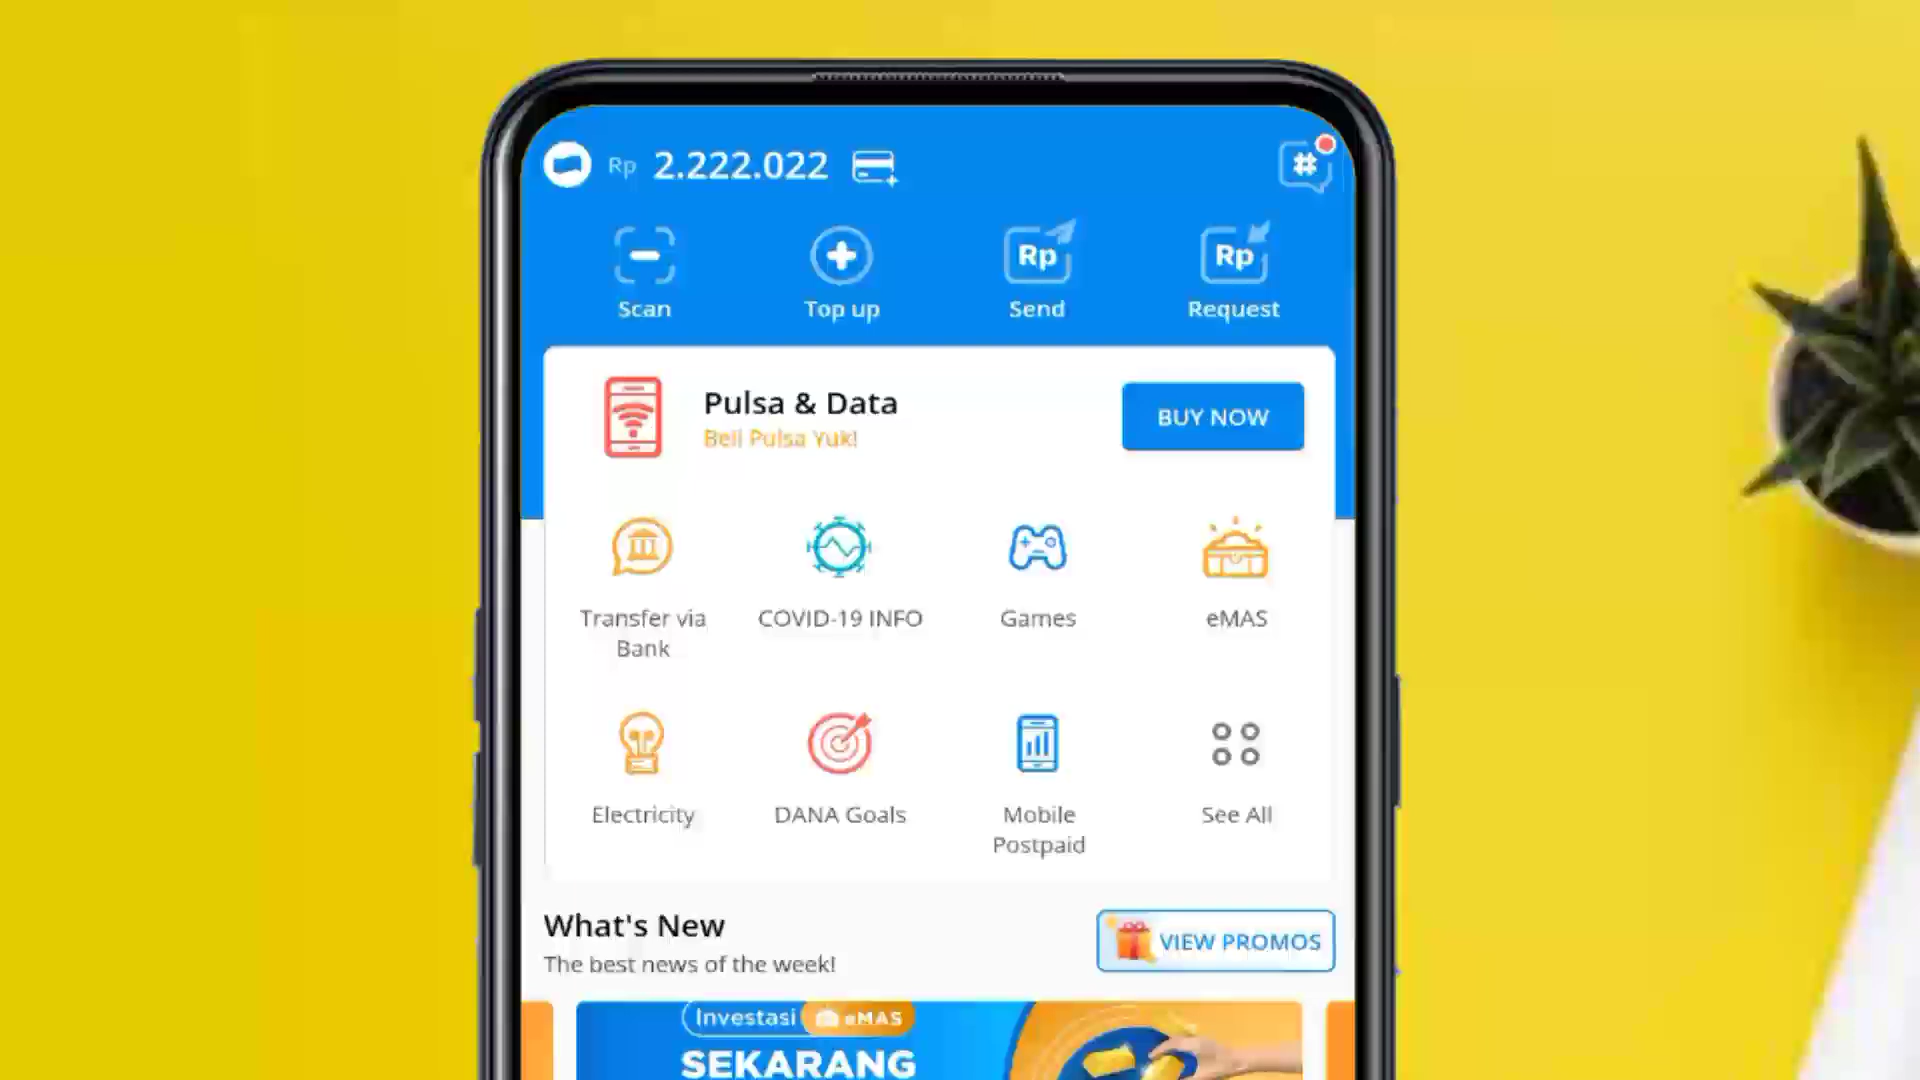 Rp 2.222.022
#
Rp
Rp
Scan
Top up
Send
Request
Pulsa & Data
Beli Pulsa Yuk!
BUY NOW
Transfer via
Bank
COVID-19 INFO
Games
eMAS
Electricity
DANA Goals
Mobile
Postpaid
See All
What's New
The best news of the week!
VIEW PROMOS
Investasi eMAS
SEKARANG